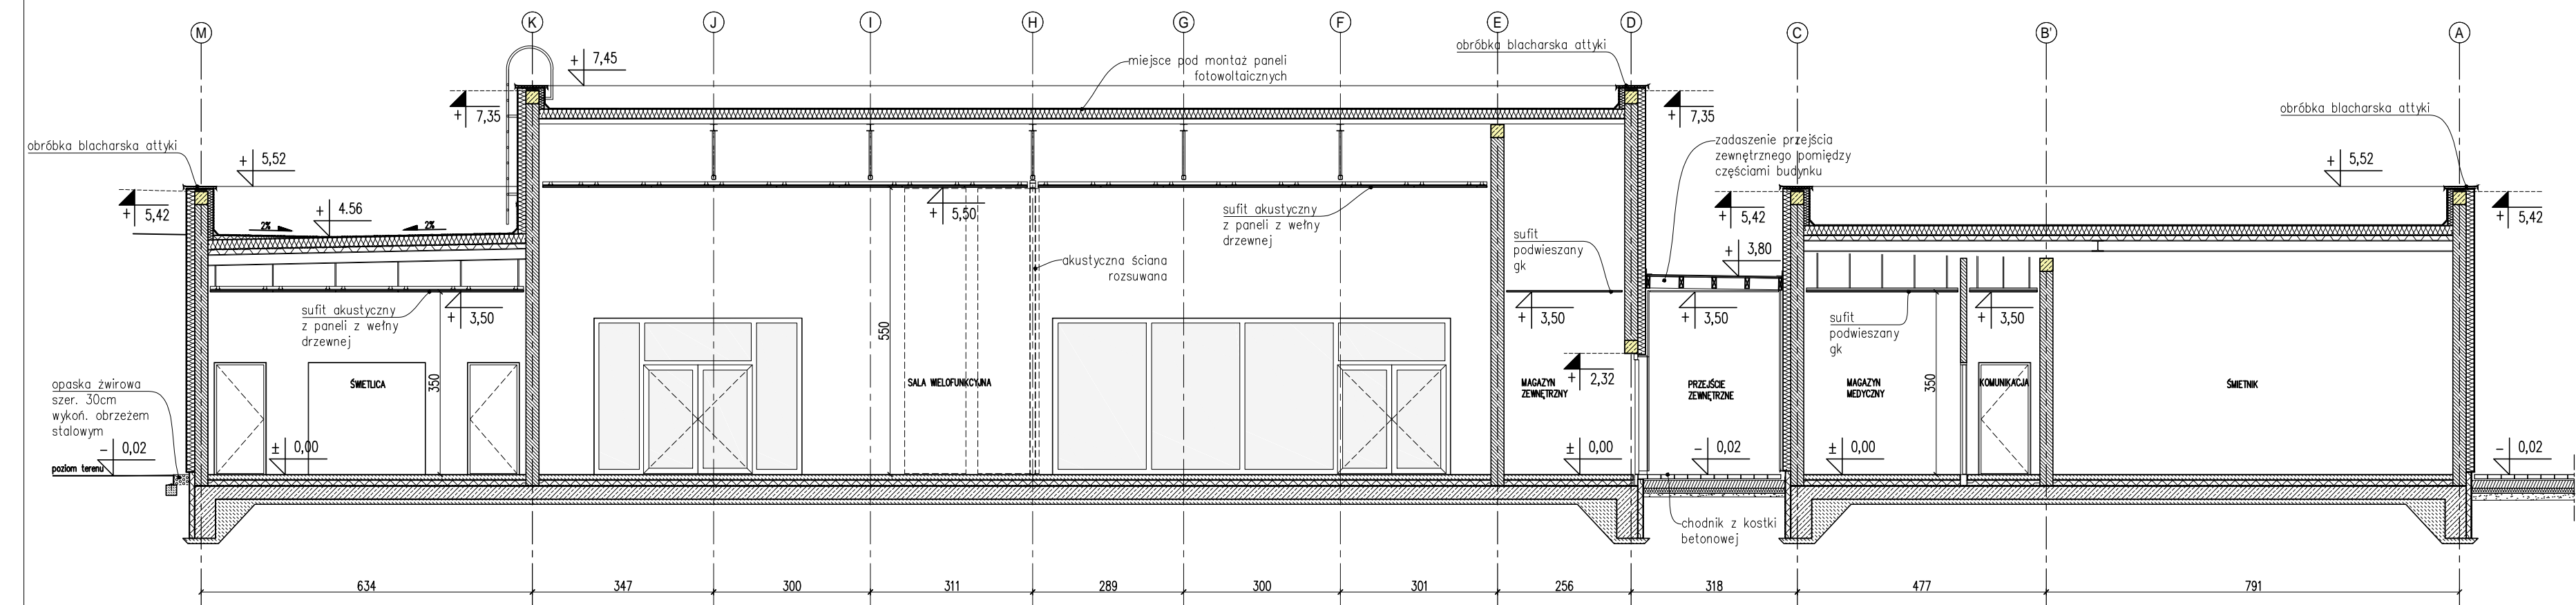 M
K
J
I
H
G
F
E
D
C
B'
A
+ 7,45
miejsce pod montaż paneli
fotowoltaicznych
obróbka blacharska attyki
+ 7,35
+ 7,35
obróbka blacharska attyki
obróbka blacharska attyki
+ 5,52
zadaszenie przejścia
zewnętrznego pomiędzy
częściami budynku
+ 5,52
+ 5,42
+ 4.56
2%
2%
+ 5,50
sufit akustyczny
z paneli z wełny
drzewnej
+ 5,42
+ 5,42
sufit
podwieszany
gk
+ 3,80
akustyczna ściana
rozsuwana
sufit akustyczny
z paneli z wełny
drzewnej
+ 3,50
+ 3,50
+ 3,50
sufit
podwieszany
gk
+ 3,50
550
opaska żwirowa
szer. 30cm
wykoń. obrzeżem
stalowym
ŚWIETLICA
350
SALA WIELOFUNKCYJNA
MAGAZYN
ZEWNĘTRZNY
+ 2,32
PRZEJŚCIE
ZEWNĘTRZNE
MAGAZYN
MEDYCZNY
350
KOMUNIKACJA
ŚMIETNIK
- 0,02
poziom terenu
± 0,00
± 0,00
- 0,02
± 0,00
- 0,02
chodnik z kostki
betonowej
634
347
300
311
289
300
301
256
318
477
791